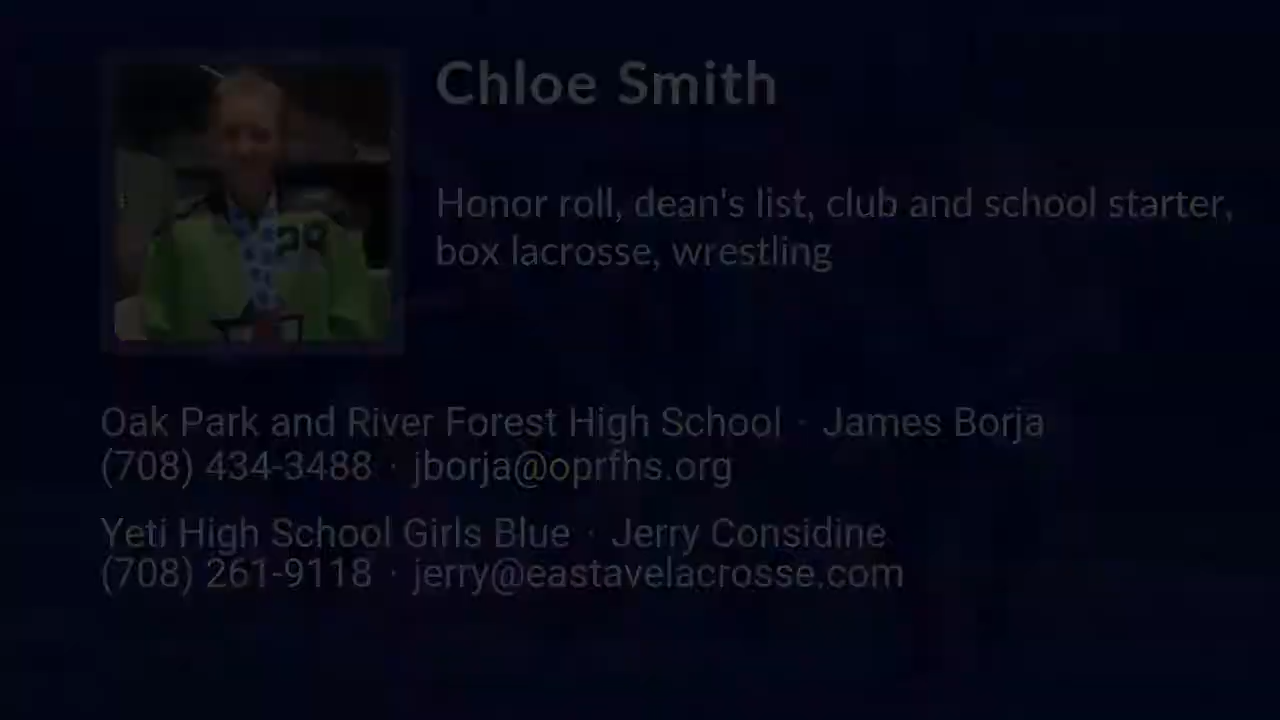 Chloe Smith
Honor roll, dean's list, club and school starter,
box lacrosse, wrestling
29
Oak Park and River Forest High School · James Borja
(708) 434-3488 · jborja@oprfhs.org
Yeti High School Girls Blue · Jerry Considine
(708) 261-9118 · jerry@eastavelacrosse.com